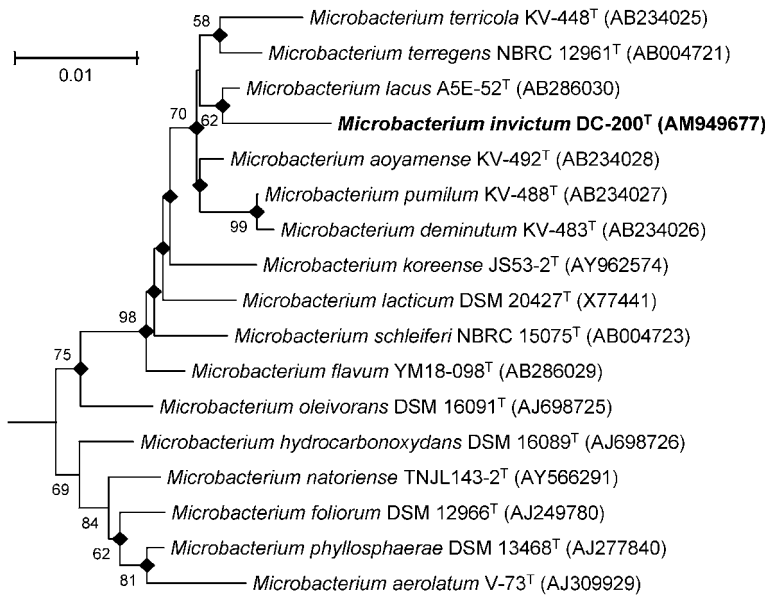 58
Microbacterium terricola KV-448T (AB234025)
Microbacterium terregens NBRC 12961T (AB004721)
0.01
Microbacterium lacus A5E-52T (AB286030)
70
62
Microbacterium invictum DC-200T (AM949677)
Microbacterium aoyamense KV-492T (AB234028)
Microbacterium pumilum KV-488T (AB234027)
99
Microbacterium deminutum KV-483T (AB234026)
Microbacterium koreense JS53-2T (AY962574)
Microbacterium lacticum DSM 20427T (X77441)
98
Microbacterium schleiferi NBRC 15075T (AB004723)
75
Microbacterium flavum YM18-098T (AB286029)
Microbacterium oleivorans DSM 16091T (AJ698725)
Microbacterium hydrocarbonoxydans DSM 16089T (AJ698726)
69
Microbacterium natoriense TNJL143-2T (AY566291)
84
Microbacterium foliorum DSM 12966T (AJ249780)
62
Microbacterium phyllosphaerae DSM 13468T (AJ277840)
81
Microbacterium aerolatum V-73T (AJ309929)